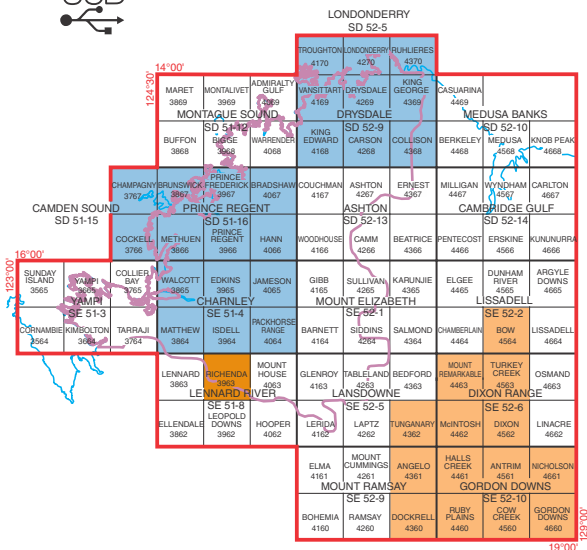 USB
LONDONDERRY
SD 52-5
TROUGHTON LONDONDERRY RUHLIERES
4170 4270 4370
14°00'
124°30'
MARET MONTALIVET ADMIRALTY GULF VANSITTART DRYSDALE KING GEORGE CASUARINA
3869 3969 4069 4169 4269 4369 4469
MONTAGUE SOUND DRYSDALE MEDUSA BANKS
SD 51-12 SD 52-9 SD 52-10
BUFFON BIGGE WARRENDER KING EDWARD CARSON COLLISON BERKELEY MEDUSA KNOB PEAK
3868 3968 4068 4168 4268 4368 4468 4568 4668
CHAMPAGNY BRUNSWICK PRINCE FREDERICK BRADSHAW COUCHMAN ASHTON ERNEST MILLIGAN WYNDHAM CARLTON
3767 3867 3967 4067 4167 4267 4367 4467 4567 4667
CAMDEN SOUND PRINCE REGENT ASHTON CAMBRIDGE GULF
SD 51-15 SD 51-16 SD 52-13 SD 52-14
COCKELL METHUEN PRINCE REGENT HANN WOODHOUSE CAMM BEATRICE PENTECOST ERSKINE KUNUNURRA
3766 3866 3966 4066 4166 4266 4366 4466 4566 4666
16°00'
123°00'
SUNDAY ISLAND YAMPI COLLIER BAY WALCOTT EDKINS JAMESON GIBB SULLIVAN KARUNJIE ELGEE DUNHAM RIVER ARGYLE DOWNS
3565 3665 3765 3865 3965 4065 4165 4265 4365 4465 4565 4665
YAMPI CHARNLEY MOUNT ELIZABETH LISSADELL
SE 51-3 SE 51-4 SE 52-1 SE 52-2
CORNAMBIE KIMBOLTON TARRAJI MATTHEW ISDELL PACKHORSE RANGE BARNETT SIDDINS SALMOND CHAMBERLAIN BOW LISSADELL
3564 3664 3764 3864 3964 4064 4164 4264 4364 4464 4564 4664
LENNARD RICHENDA MOUNT HOUSE GLENROY TABLELAND BEDFORD MOUNT REMARKABLE TURKEY CREEK OSMAND
3863 3963 4063 4163 4263 4363 4463 4563 4663
LENNARD RIVER LANSDOWNE DIXON RANGE
SE 51-8 SE 52-5 SE 52-6
ELLENDALE LEOPOLD DOWNS HOOPER LERIDA LAPTZ TUNGANARY McINTOSH DIXON LINACRE
3862 3962 4062 4162 4262 4362 4462 4562 4662
ELMA MOUNT CUMMINGS ANGELO HALLS CREEK ANTRIM NICHOLSON
4161 4261 4361 4461 4561 4661
MOUNT RAMSAY GORDON DOWNS
SE 52-9 SE 52-10
BOHEMIA RAMSAY DOCKRELL RUBY PLAINS COW CREEK GORDON DOWNS
4160 4260 4360 4460 4560 4660
129°00'
19°00'